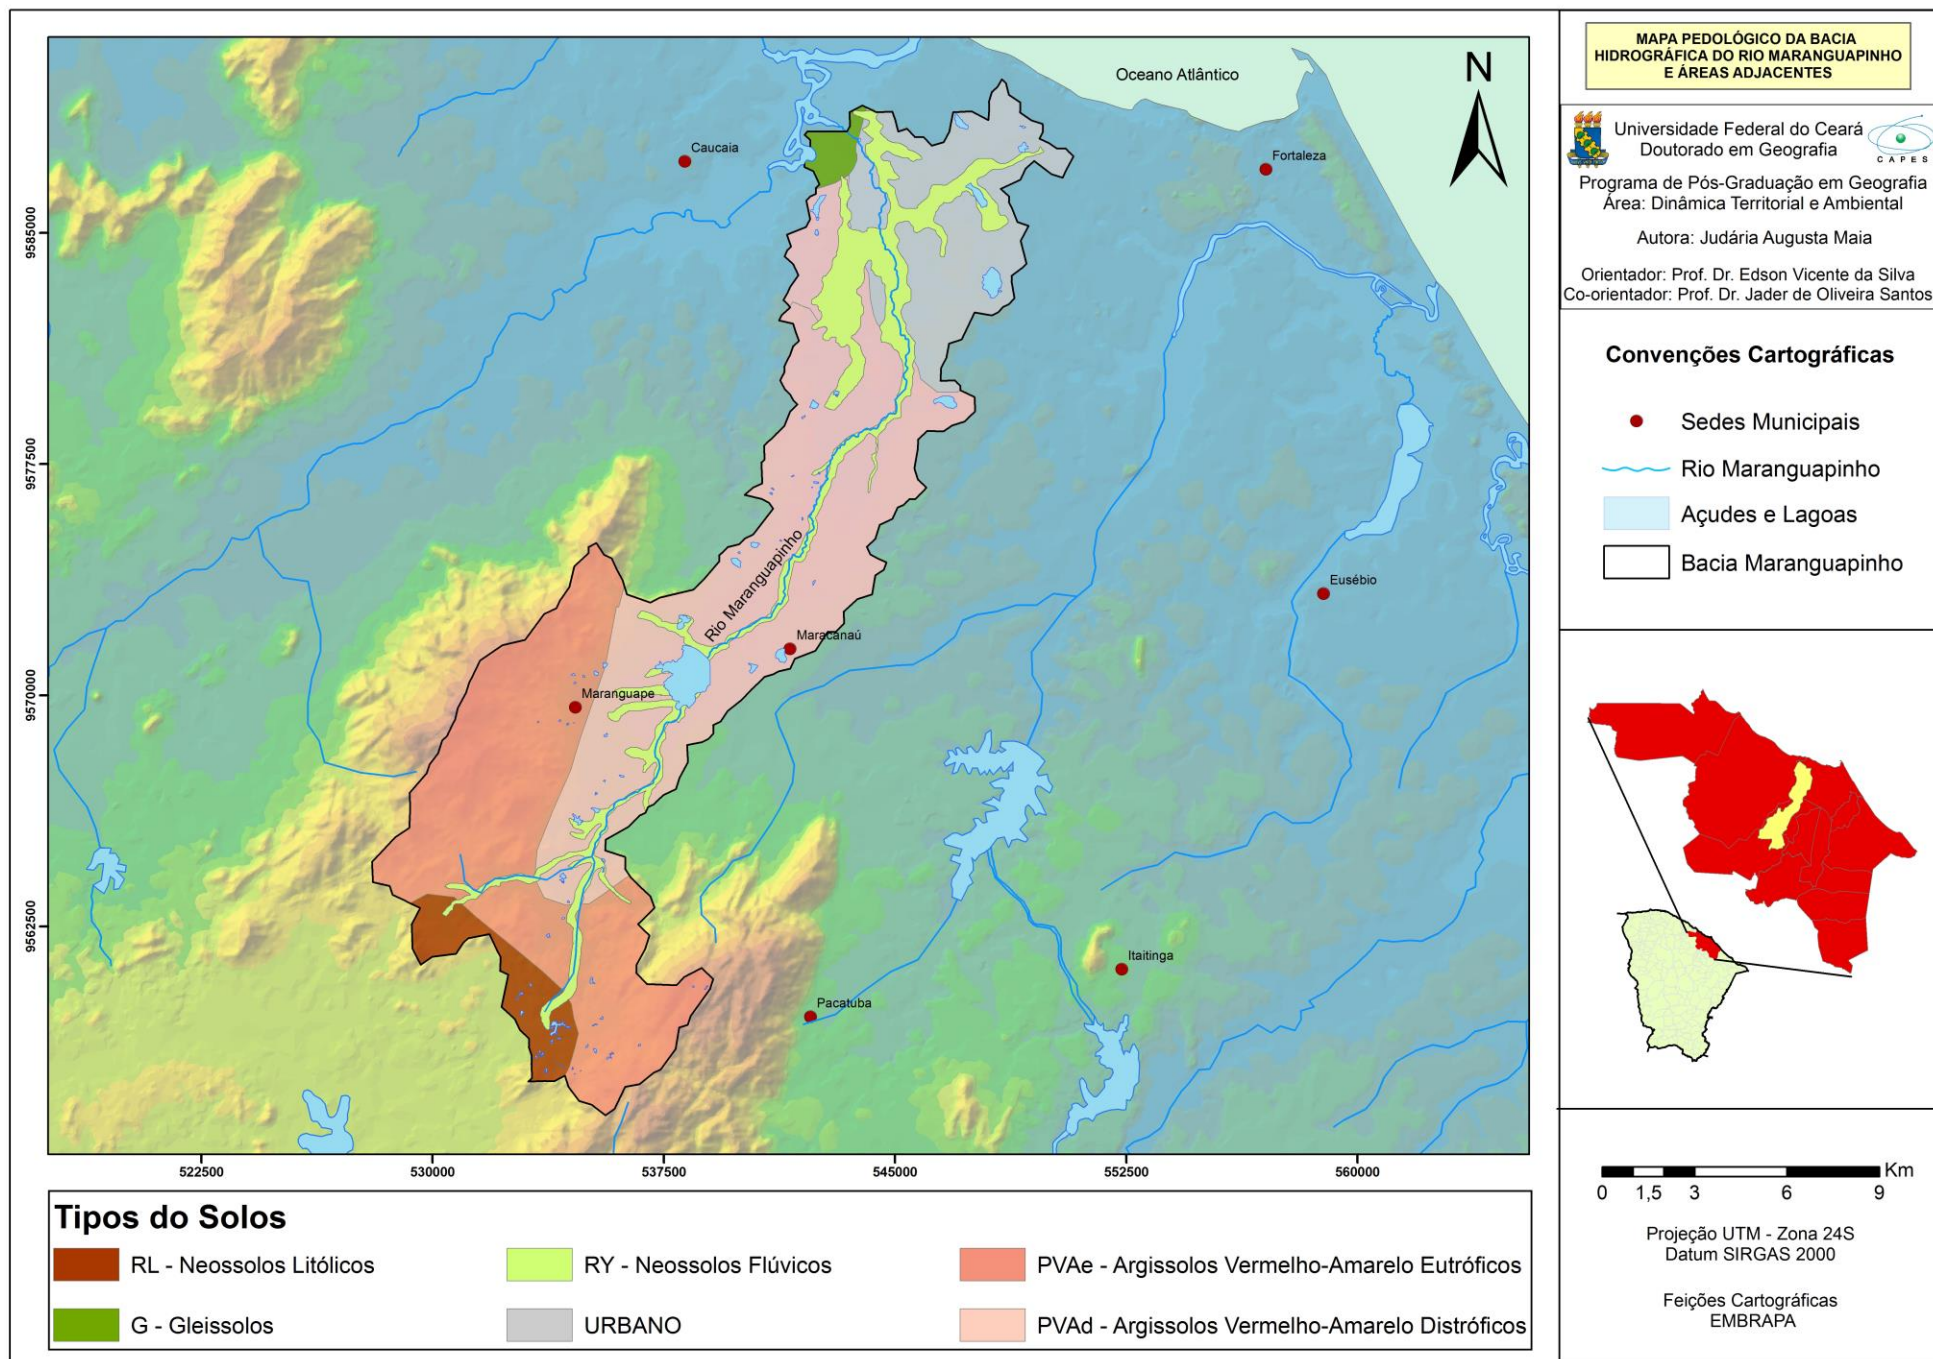 MAPA PEDOLÓGICO DA BACIA
HIDROGRÁFICA DO RIO MARANGUAPINHO
E ÁREAS ADJACENTES
Universidade Federal do Ceará
Doutorado em Geografia
CAPES
Programa de Pós-Graduação em Geografia
Área: Dinâmica Territorial e Ambiental
Autora: Judária Augusta Maia
Orientador: Prof. Dr. Edson Vicente da Silva
Co-orientador: Prof. Dr. Jader de Oliveira Santos
Convenções Cartográficas
Sedes Municipais
Rio Maranguapinho
Açudes e Lagoas
Bacia Maranguapinho
Km
0 1,5 3 6 9
Projeção UTM - Zona 24S
Datum SIRGAS 2000
Feições Cartográficas
EMBRAPA
N
Oceano Atlântico
Caucaia
Fortaleza
Rio Maranguapinho
Eusébio
Maracanaú
Maranguape
Itaitinga
Pacatuba
9585000
9577500
9570000
9562500
522500 530000 537500 545000 552500 560000
Tipos do Solos
RL - Neossolos Litólicos
RY - Neossolos Flúvicos
PVAe - Argissolos Vermelho-Amarelo Eutróficos
G - Gleissolos
URBANO
PVAd - Argissolos Vermelho-Amarelo Distróficos